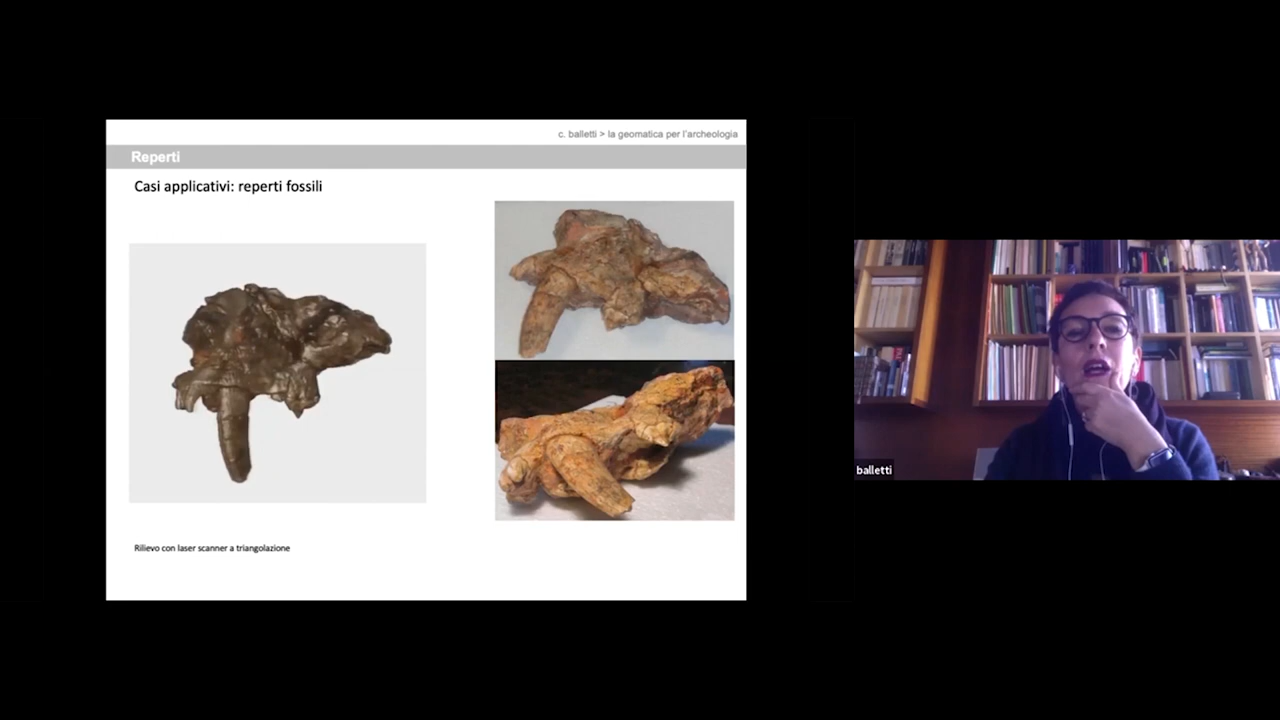 c. balletti > la geomatica per l'archeologia
Reperti
Casi applicativi: reperti fossili
Rilievo con laser scanner a triangolazione
balletti